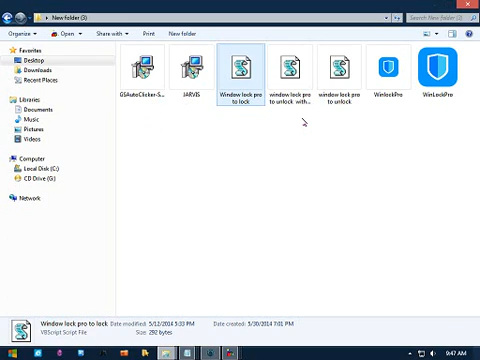 New folder (3)
Search New folder (3)
Organize
Open
Share with
Print
New folder
Favorites
Desktop
Downloads
Recent Places
Libraries
Documents
Music
Pictures
Videos
Computer
Local Disk (C:)
CD Drive (G:)
Network
GSAutoClicker-S...
JARVIS
Window lock pro
to lock
window lock pro
to unlock with...
window lock pro
to unlock
WinlockPro
WinLockPro
Window lock pro to lock Date modified: 5/12/2014 5:33 PM Date created: 5/30/2014 7:01 PM
VBScript Script File Size: 292 bytes
9:47 AM